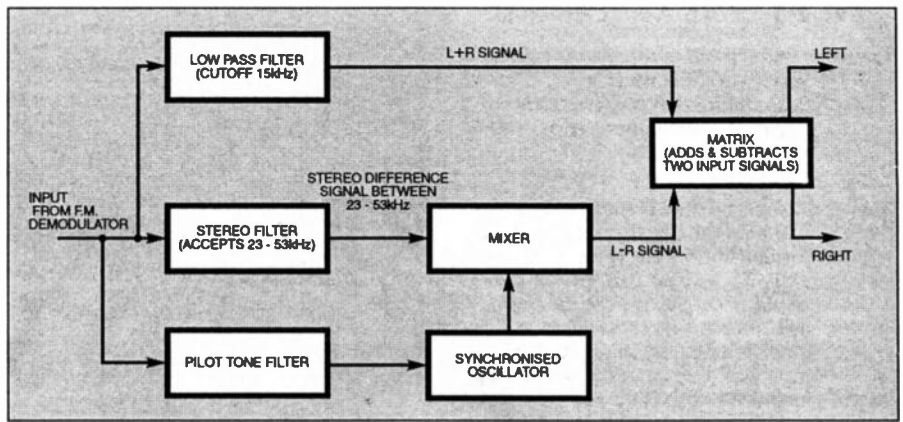 LOW PASS FILTER
(CUTOFF 15kHz)
L+R SIGNAL
LEFT
MATRIX
(ADDS & SUBTRACTS
TWO INPUT SIGNALS)
STEREO DIFFERENCE
SIGNAL BETWEEN
23 - 53kHz
INPUT
FROM F.M.
DEMODULATOR
STEREO FILTER
(ACCEPTS 23 - 53kHz)
MIXER
L-R SIGNAL
RIGHT
PILOT TONE FILTER
SYNCHRONISED
OSCILLATOR